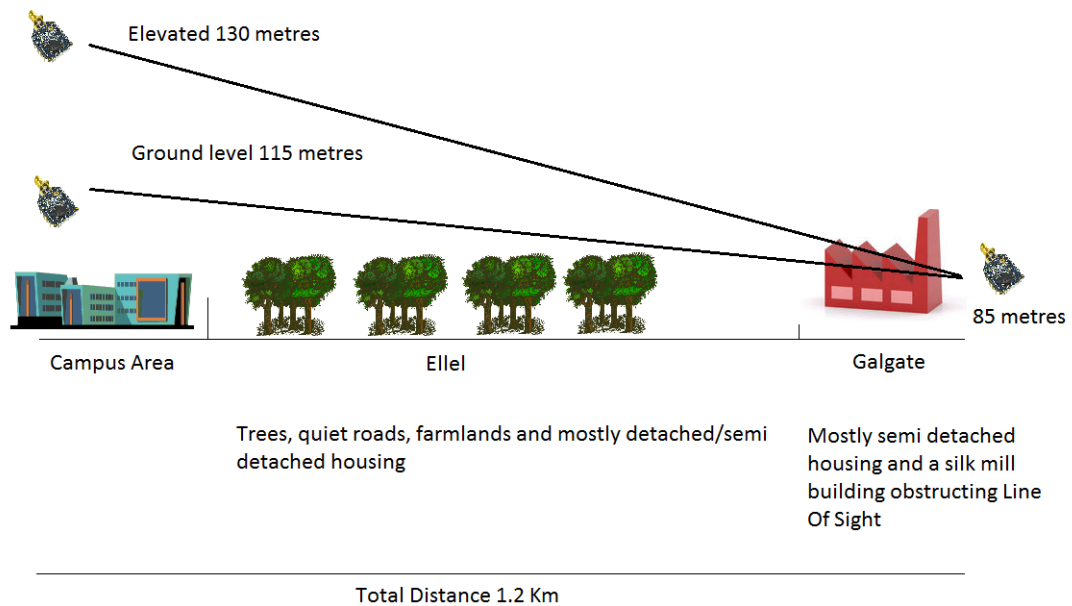 Elevated 130 metres
Ground level 115 metres
85 metres
Campus Area
Ellel
Galgate
Trees, quiet roads, farmlands and mostly detached/semi
detached housing
Mostly semi detached
housing and a silk mill
building obstructing Line
Of Sight
Total Distance 1.2 Km